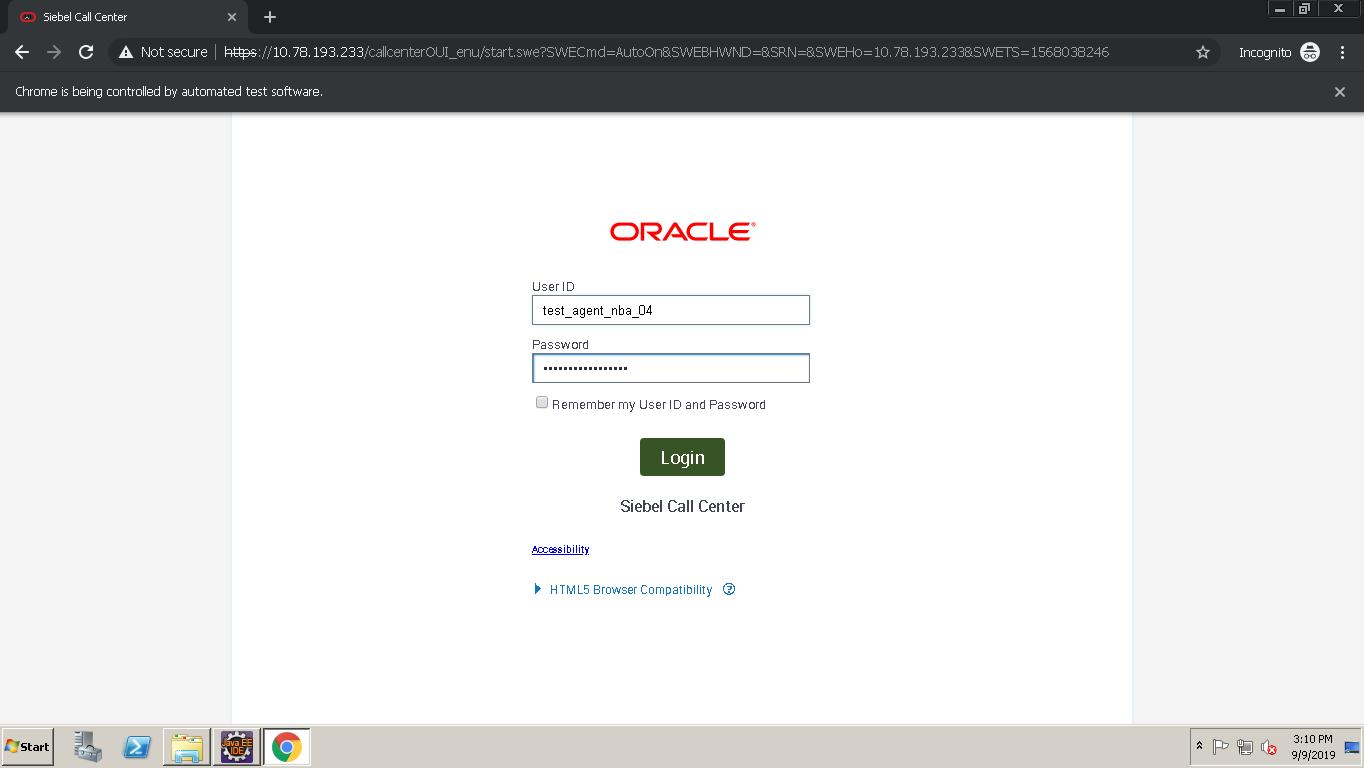 Siebel Call Center
Not secure | https://10.78.193.233/callcenterOUI_enu/start.swe?SWECmd=AutoOn&SWEBHWND=&SRN=&SWEHo=10.78.193.233&SWETS=1568038246
Incognito
Chrome is being controlled by automated test software.
ORACLE®
User ID
test_agent_nba_04
Password
Remember my User ID and Password
Login
Siebel Call Center
Accessibility
HTML5 Browser Compatibility
Start
Java EE
IDE
3:10 PM
9/9/2019